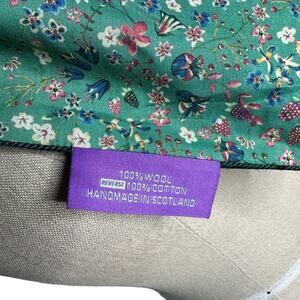 100% WOOL
REVERSE 100% COTTON
HANDMADE IN SCOTLAND